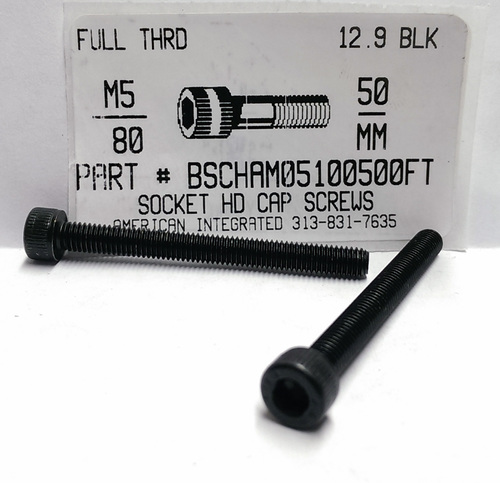 FULL THRD 12.9 BLK
M5 50
80 MM
PART # BSCHAM05100500FT
SOCKET HD CAP SCREWS
AMERICAN INTEGRATED 313-831-7635